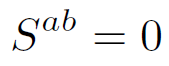 S^{ab} = 0